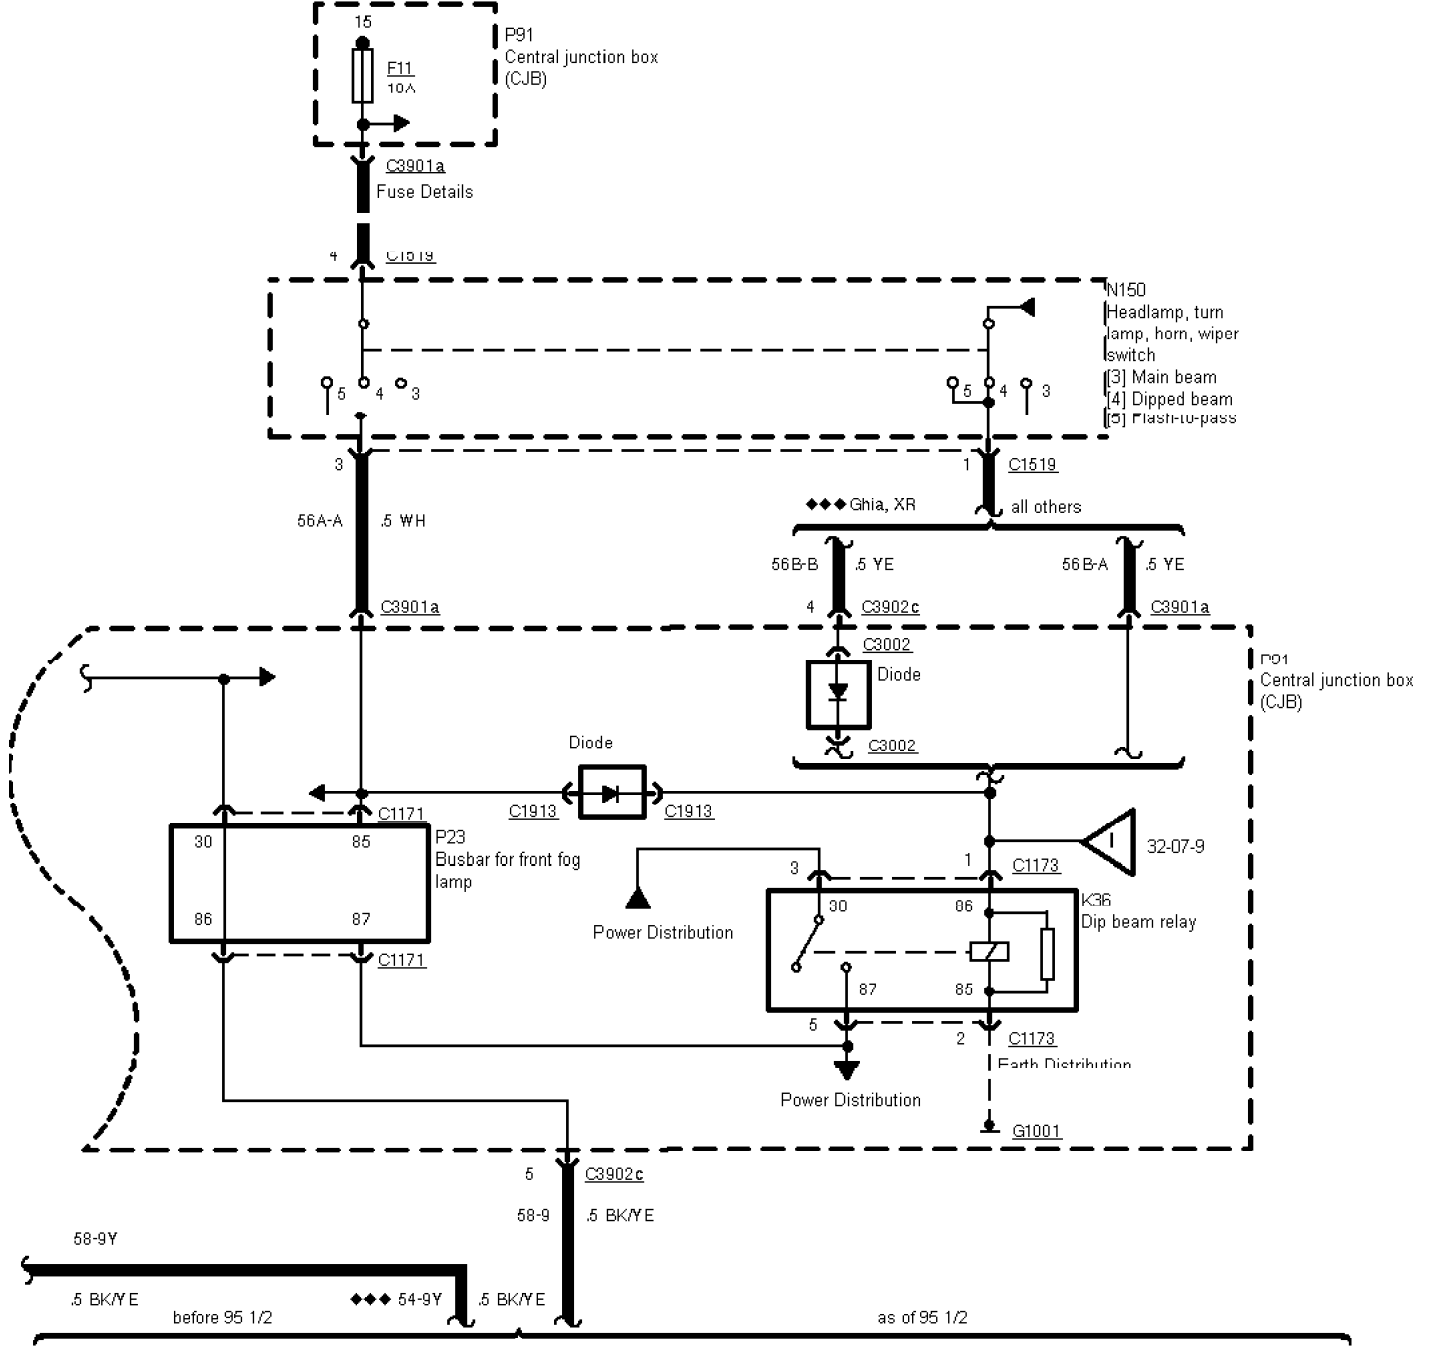 15
P91
Central junction box
(CJB)
F11
10A
C3901a
Fuse Details
4
C1519
N150
Headlamp, turn
lamp, horn, wiper
switch
[3] Main beam
[4] Dipped beam
[5] Flash-to-pass
5
4
3
5
4
3
3
1
C1519
◆◆◆ Ghia, XR
all others
56A-A
.5 WH
56B-B
.5 YE
56B-A
.5 YE
C3901a
4
C3902c
C3901a
C3002
Diode
P91
Central junction box
(CJB)
C3002
Diode
C1913
C1913
C1171
30
85
P23
Busbar for front fog
lamp
86
87
C1171
32-07-9
I
3
1
C1173
Power Distribution
30
86
K36
Dip beam relay
87
85
5
2
C1173
Earth Distribution
Power Distribution
G1001
5
C3902c
58-9
.5 BK/YE
58-9Y
.5 BK/YE
◆◆◆ 54-9Y
.5 BK/YE
before 95 1/2
as of 95 1/2